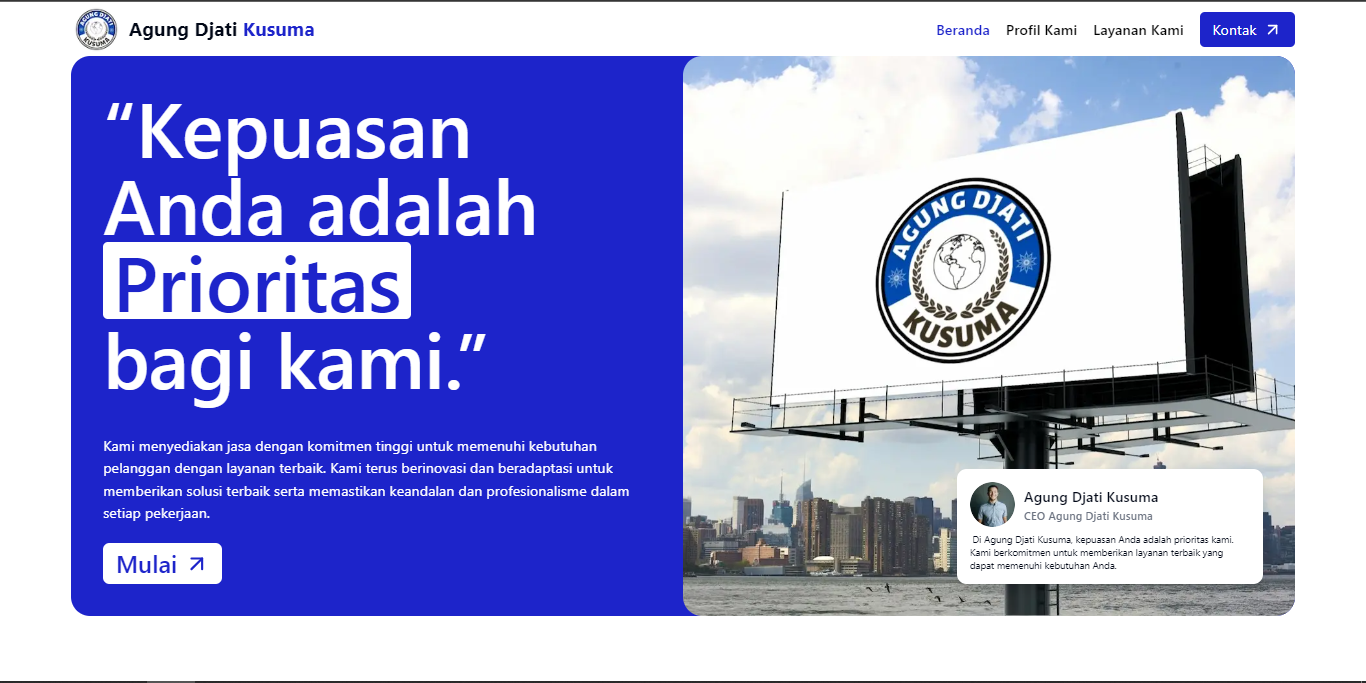 AGUNG DJATI
KUSUMA
Agung Djati Kusuma
Beranda
Profil Kami
Layanan Kami
Kontak
“Kepuasan
Anda adalah
Prioritas
bagi kami.”
Kami menyediakan jasa dengan komitmen tinggi untuk memenuhi kebutuhan
pelanggan dengan layanan terbaik. Kami terus berinovasi dan beradaptasi untuk
memberikan solusi terbaik serta memastikan keandalan dan profesionalisme dalam
setiap pekerjaan.
Mulai
AGUNG DJATI
KUSUMA
Agung Djati Kusuma
CEO Agung Djati Kusuma
Di Agung Djati Kusuma, kepuasan Anda adalah prioritas kami.
Kami berkomitmen untuk memberikan layanan terbaik yang
dapat memenuhi kebutuhan Anda.